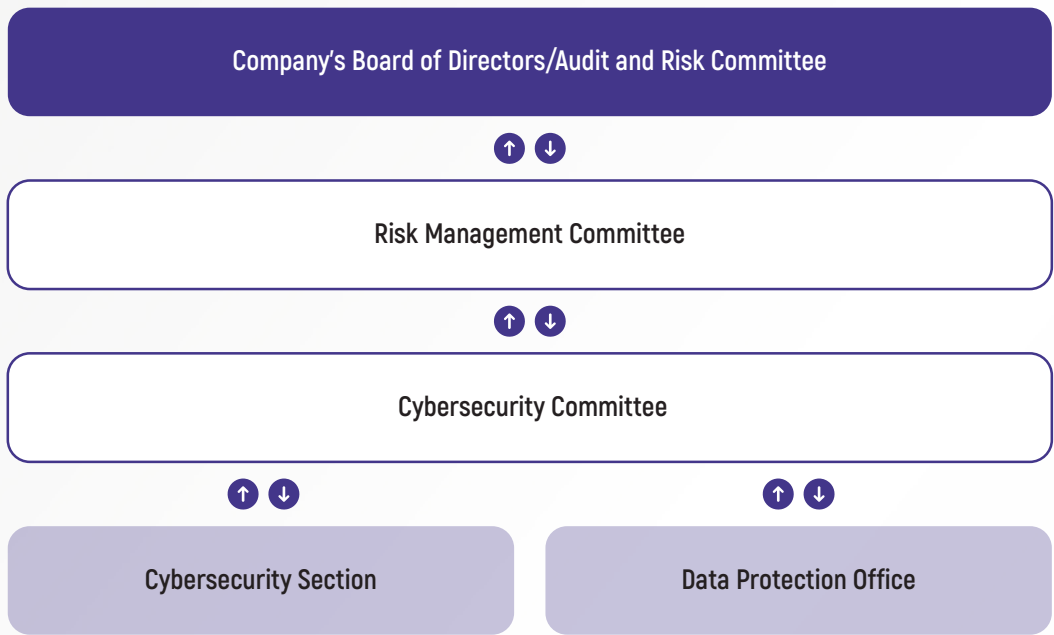 Company's Board of Directors/Audit and Risk Committee
Risk Management Committee
Cybersecurity Committee
Cybersecurity Section
Data Protection Office